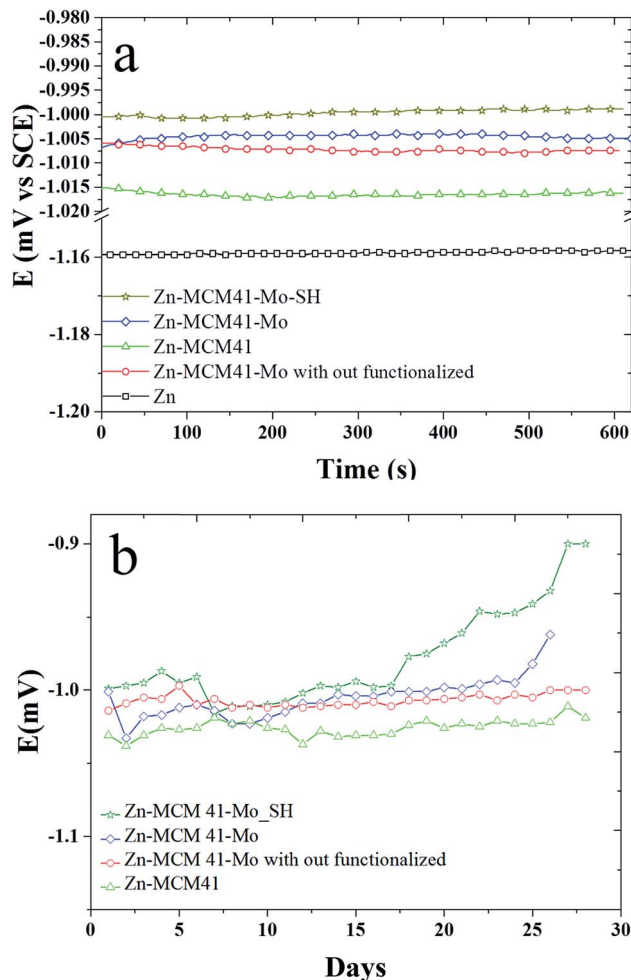 a
E (mV vs SCE)
-0.980
-0.985
-0.990
-0.995
-1.000
-1.005
-1.010
-1.015
-1.020
-1.16
-1.18
-1.20
Zn-MCM41-Mo-SH
Zn-MCM41-Mo
Zn-MCM41
Zn-MCM41-Mo with out functionalized
Zn
0 100 200 300 400 500 600
Time (s)
b
E(mV)
-0.9
-1.0
-1.1
Zn-MCM 41-Mo_SH
Zn-MCM 41-Mo
Zn-MCM 41-Mo with out functionalized
Zn-MCM41
0 5 10 15 20 25 30
Days